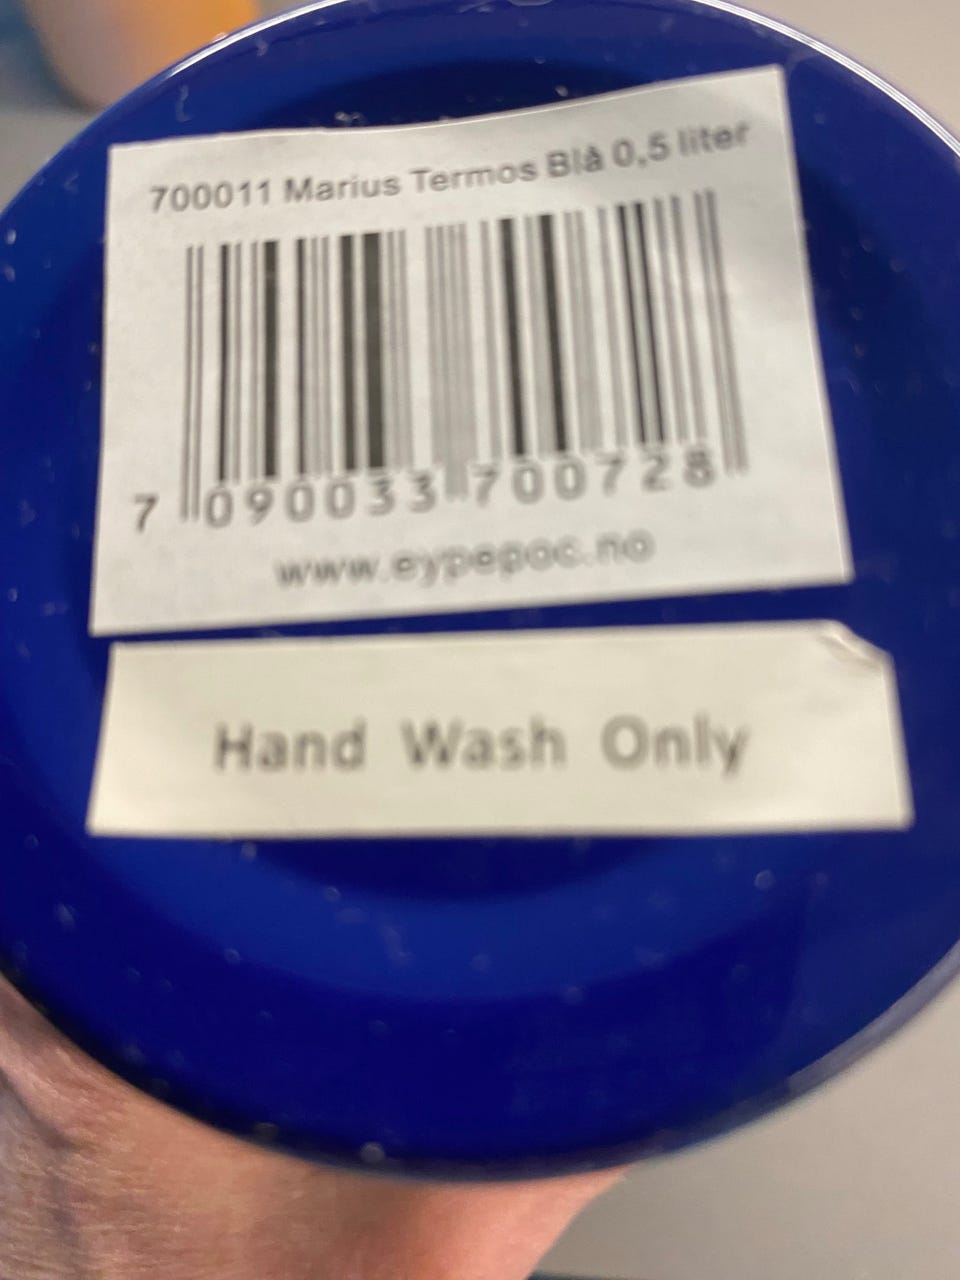 700011 Marius Termos Blå 0,5 liter
7 090033 700728
www.eypepoc.no
Hand Wash Only